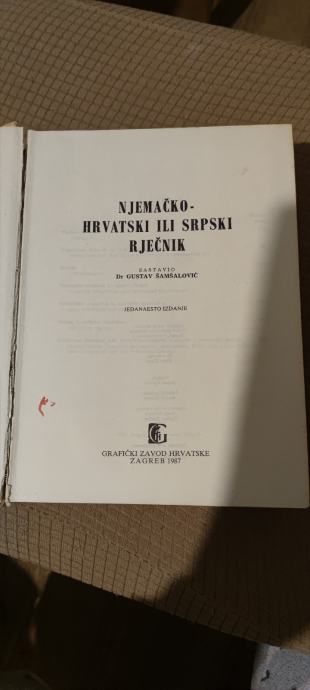 NJEMAČKO-
HRVATSKI ILI SRPSKI
RJEČNIK
SASTAVIO
Dr GUSTAV ŠAMŠALOVIĆ
JEDANAESTO IZDANJE
GRAFIČKI ZAVOD HRVATSKE
ZAGREB 1987